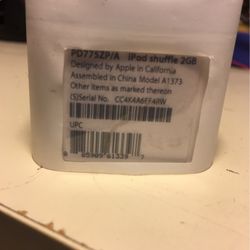 PD775ZP/A iPod shuffle 2GB
Designed by Apple in California
Assembled in China Model A1373
Other items as marked thereon
(S)Serial No. CC4K4A6FF4RW
UPC